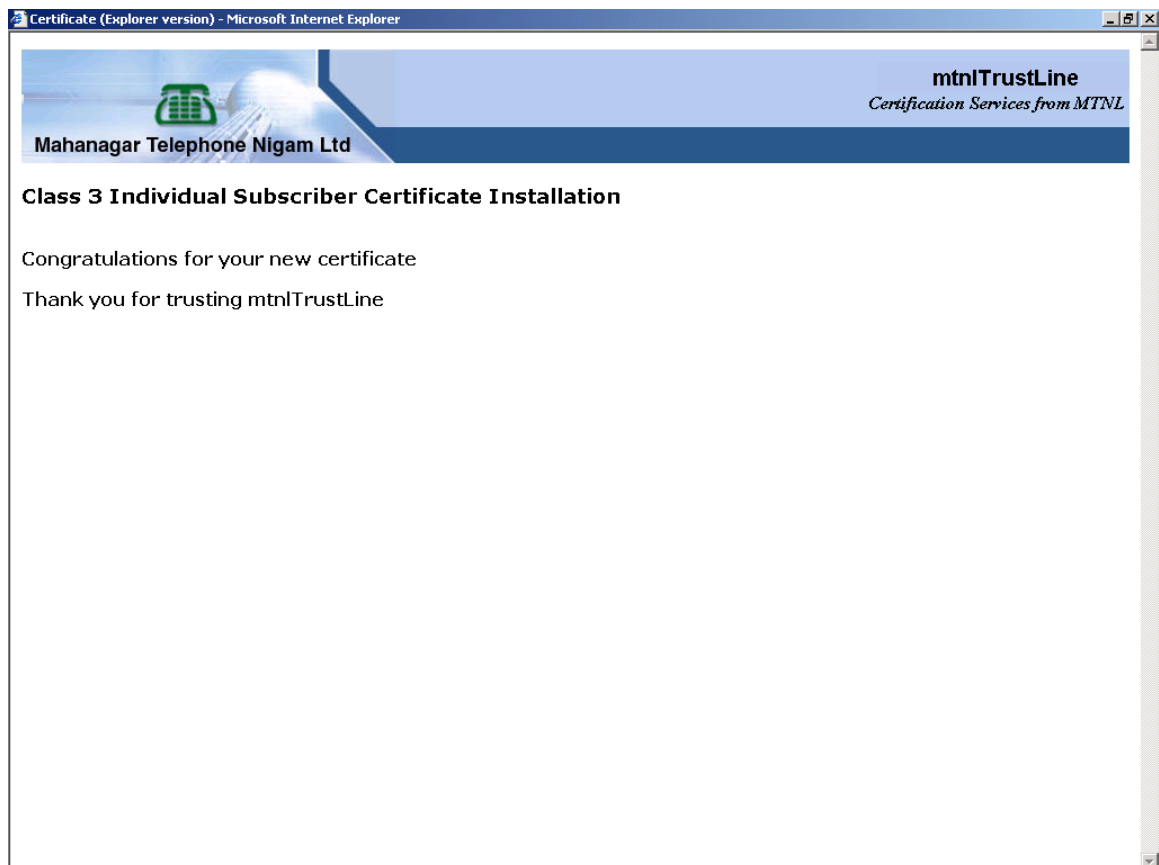 Certificate (Explorer version) - Microsoft Internet Explorer
mtnlTrustLine
Certification Services from MTNL
Mahanagar Telephone Nigam Ltd
Class 3 Individual Subscriber Certificate Installation
Congratulations for your new certificate
Thank you for trusting mtnlTrustLine